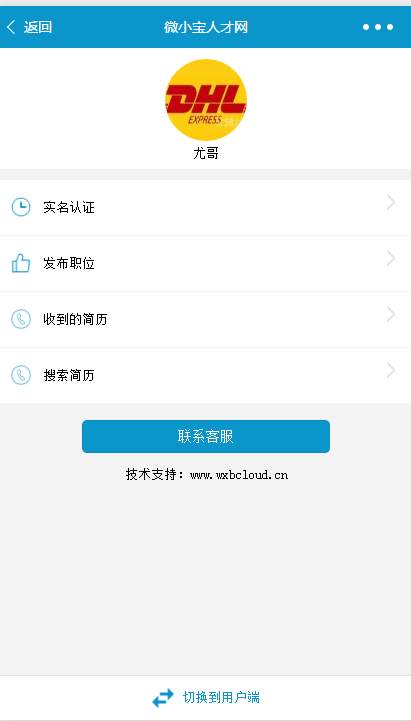 返回
微小宝人才网
DHL
EXPRESS
尤哥
实名认证
发布职位
收到的简历
搜索简历
联系客服
技术支持：www.wxbcloud.cn
切换到用户端